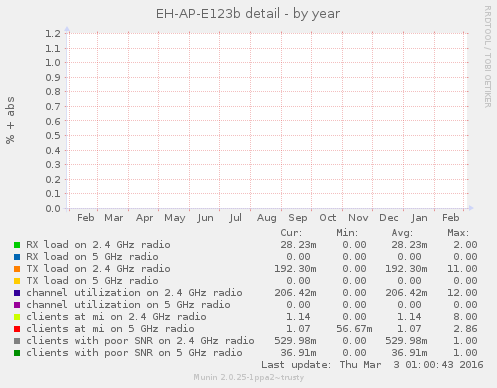 EH-AP-E123b detail - by year
RRDTOOL / TOBI OETIKER
% + abs
1.2
1.1
1.0
0.9
0.8
0.7
0.6
0.5
0.4
0.3
0.2
0.1
0.0
Feb Mar Apr May Jun Jul Aug Sep Oct Nov Dec Jan Feb
Cur: Min: Avg: Max:
RX load on 2.4 GHz radio 28.23m 0.00 28.23m 2.00
RX load on 5 GHz radio 0.00 0.00 0.00 0.00
TX load on 2.4 GHz radio 192.30m 0.00 192.30m 11.00
TX load on 5 GHz radio 0.00 0.00 0.00 0.00
channel utilization on 2.4 GHz radio 206.42m 0.00 206.42m 12.00
channel utilization on 5 GHz radio 0.00 0.00 0.00 0.00
clients at mi on 2.4 GHz radio 1.14 0.00 1.14 8.00
clients at mi on 5 GHz radio 1.07 56.67m 1.07 2.86
clients with poor SNR on 2.4 GHz radio 529.98m 0.00 529.98m 1.00
clients with poor SNR on 5 GHz radio 36.91m 0.00 36.91m 1.00
Last update: Thu Mar 3 01:00:43 2016
Munin 2.0.25-1ppa2~trusty